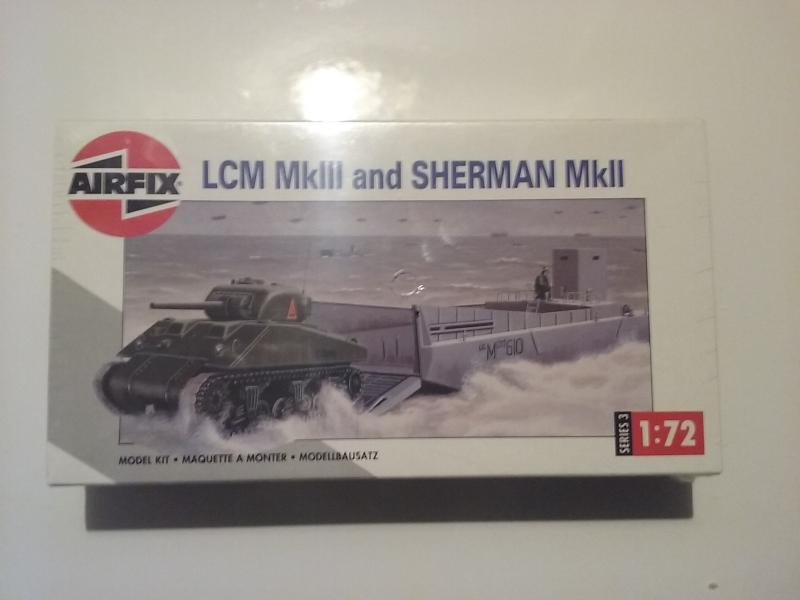 AIRFIX
LCM MkIII and SHERMAN MkII
M 610
SERIES 3
1:72
MODEL KIT • MAQUETTE A MONTER • MODELLBAUSATZ